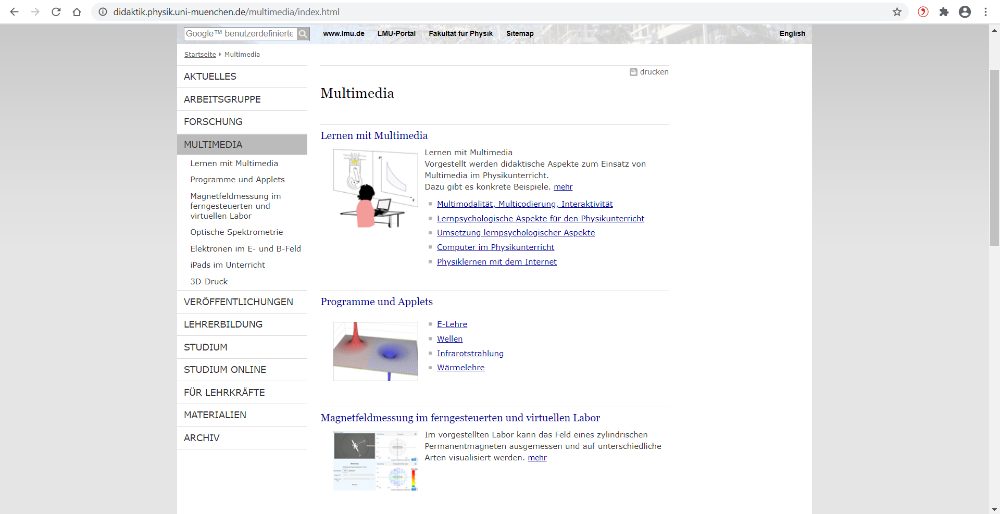 didaktik.physik.uni-muenchen.de/multimedia/index.html
Google™ benutzerdefinierte
www.lmu.de
LMU-Portal
Fakultät für Physik
Sitemap
English
Startseite
Multimedia
drucken
AKTUELLES
ARBEITSGRUPPE
FORSCHUNG
MULTIMEDIA
Lernen mit Multimedia
Programme und Applets
Magnetfeldmessung im
ferngesteuerten und
virtuellen Labor
Optische Spektrometrie
Elektronen im E- und B-Feld
iPads im Unterricht
3D-Druck
VERÖFFENTLICHUNGEN
LEHRERBILDUNG
STUDIUM
STUDIUM ONLINE
FÜR LEHRKRÄFTE
MATERIALIEN
ARCHIV
Multimedia
Lernen mit Multimedia
Lernen mit Multimedia
Vorgestellt werden didaktische Aspekte zum Einsatz von
Multimedia im Physikunterricht.
Dazu gibt es konkrete Beispiele. mehr
Multimodalität, Multicodierung, Interaktivität
Lernpsychologische Aspekte für den Physikunterricht
Umsetzung lernpsychologischer Aspekte
Computer im Physikunterricht
Physiklernen mit dem Internet
Programme und Applets
E-Lehre
Wellen
Infrarotstrahlung
Wärmelehre
Magnetfeldmessung im ferngesteuerten und virtuellen Labor
Im vorgestellten Labor kann das Feld eines zylindrischen
Permanentmagneten ausgemessen und auf unterschiedliche
Arten visualisiert werden. mehr